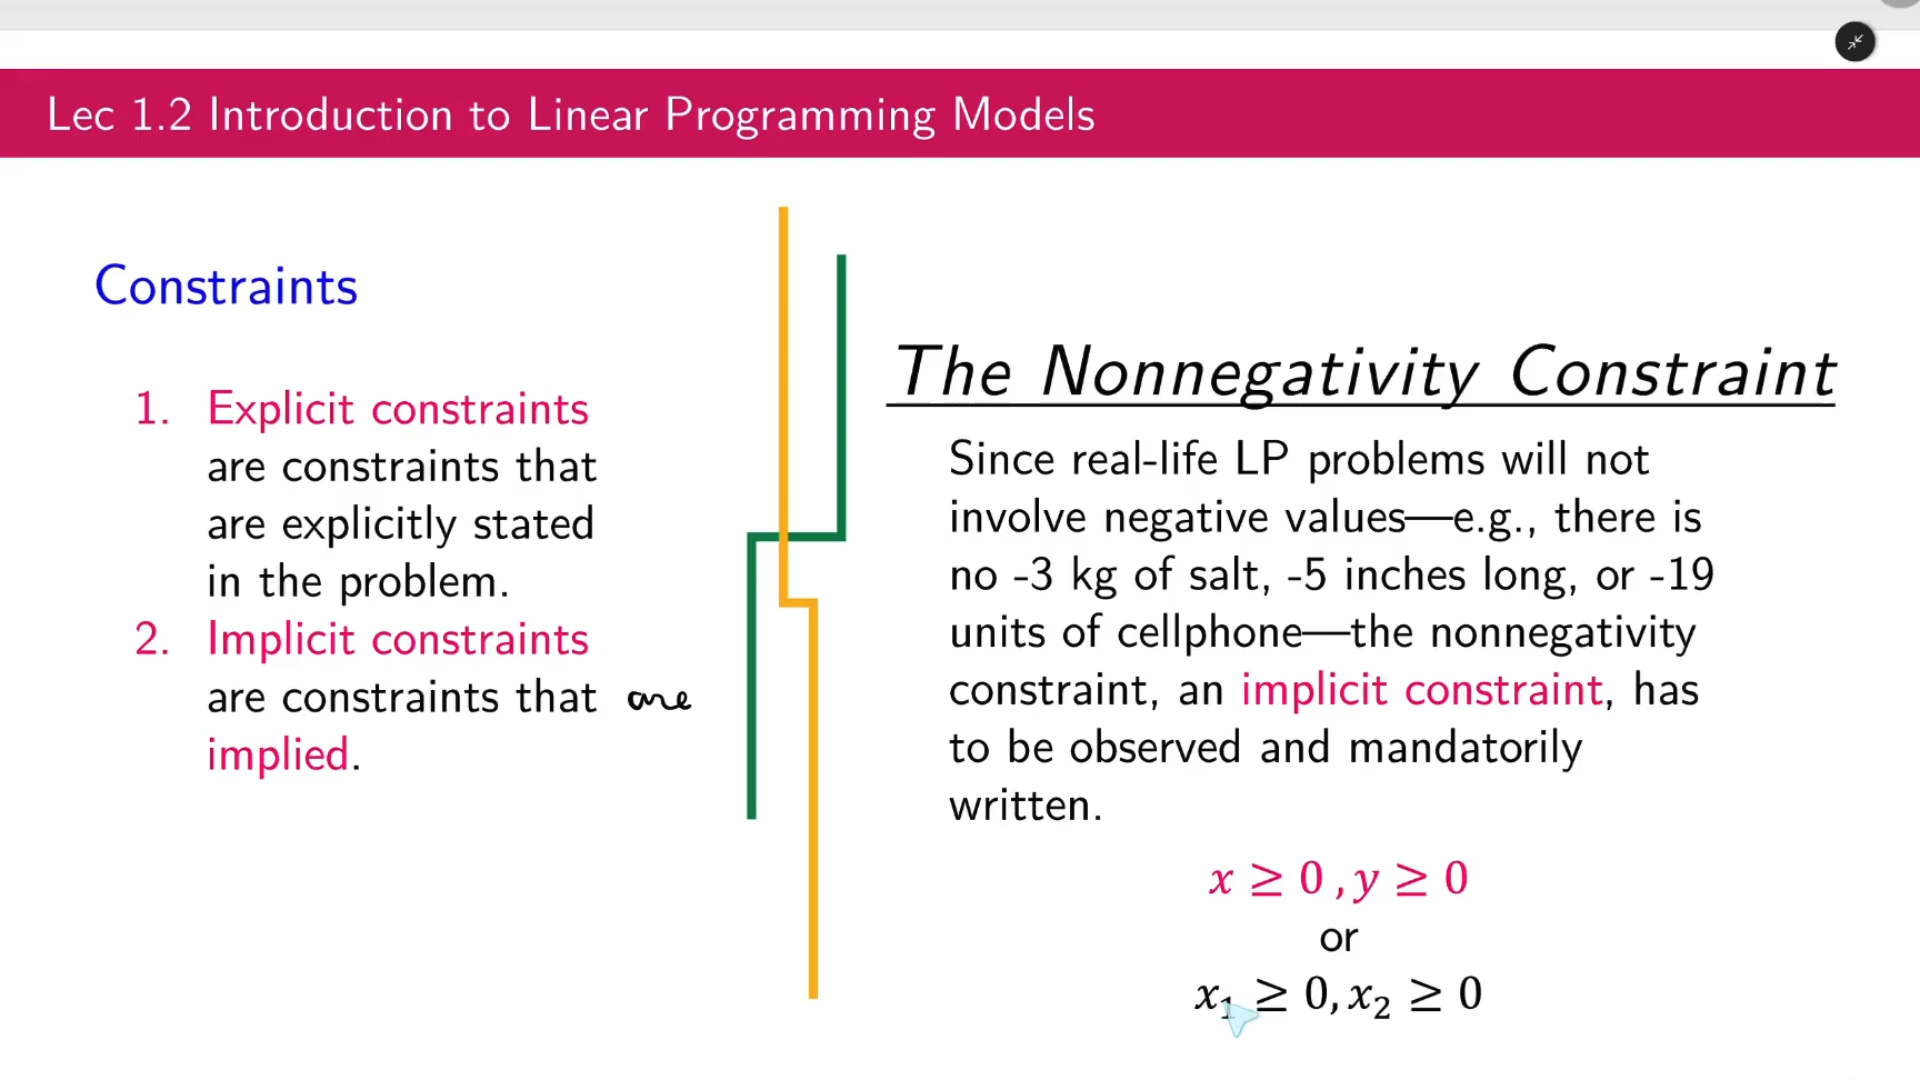 Lec 1.2 Introduction to Linear Programming Models
Constraints
1. Explicit constraints
are constraints that
are explicitly stated
in the problem.
2. Implicit constraints
are constraints that are
implied.
The Nonnegativity Constraint
Since real-life LP problems will not
involve negative values—e.g., there is
no -3 kg of salt, -5 inches long, or -19
units of cellphone—the nonnegativity
constraint, an implicit constraint, has
to be observed and mandatorily
written.
x ≥ 0 , y ≥ 0
or
x₁ ≥ 0, x₂ ≥ 0